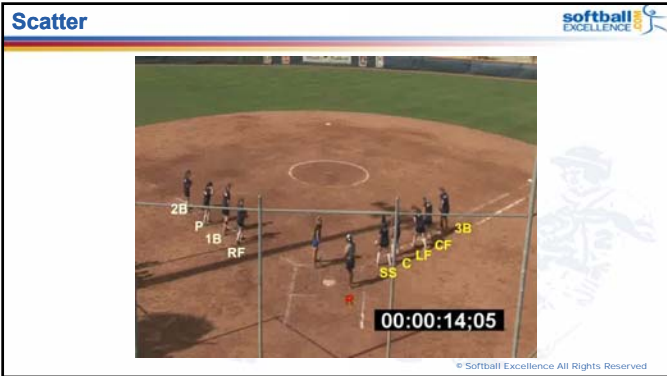 Scatter
softball
EXCELLENCE .COM
2B
P
1B
RF
3B
CF
LF
C
SS
R
00:00:14;05
© Softball Excellence All Rights Reserved